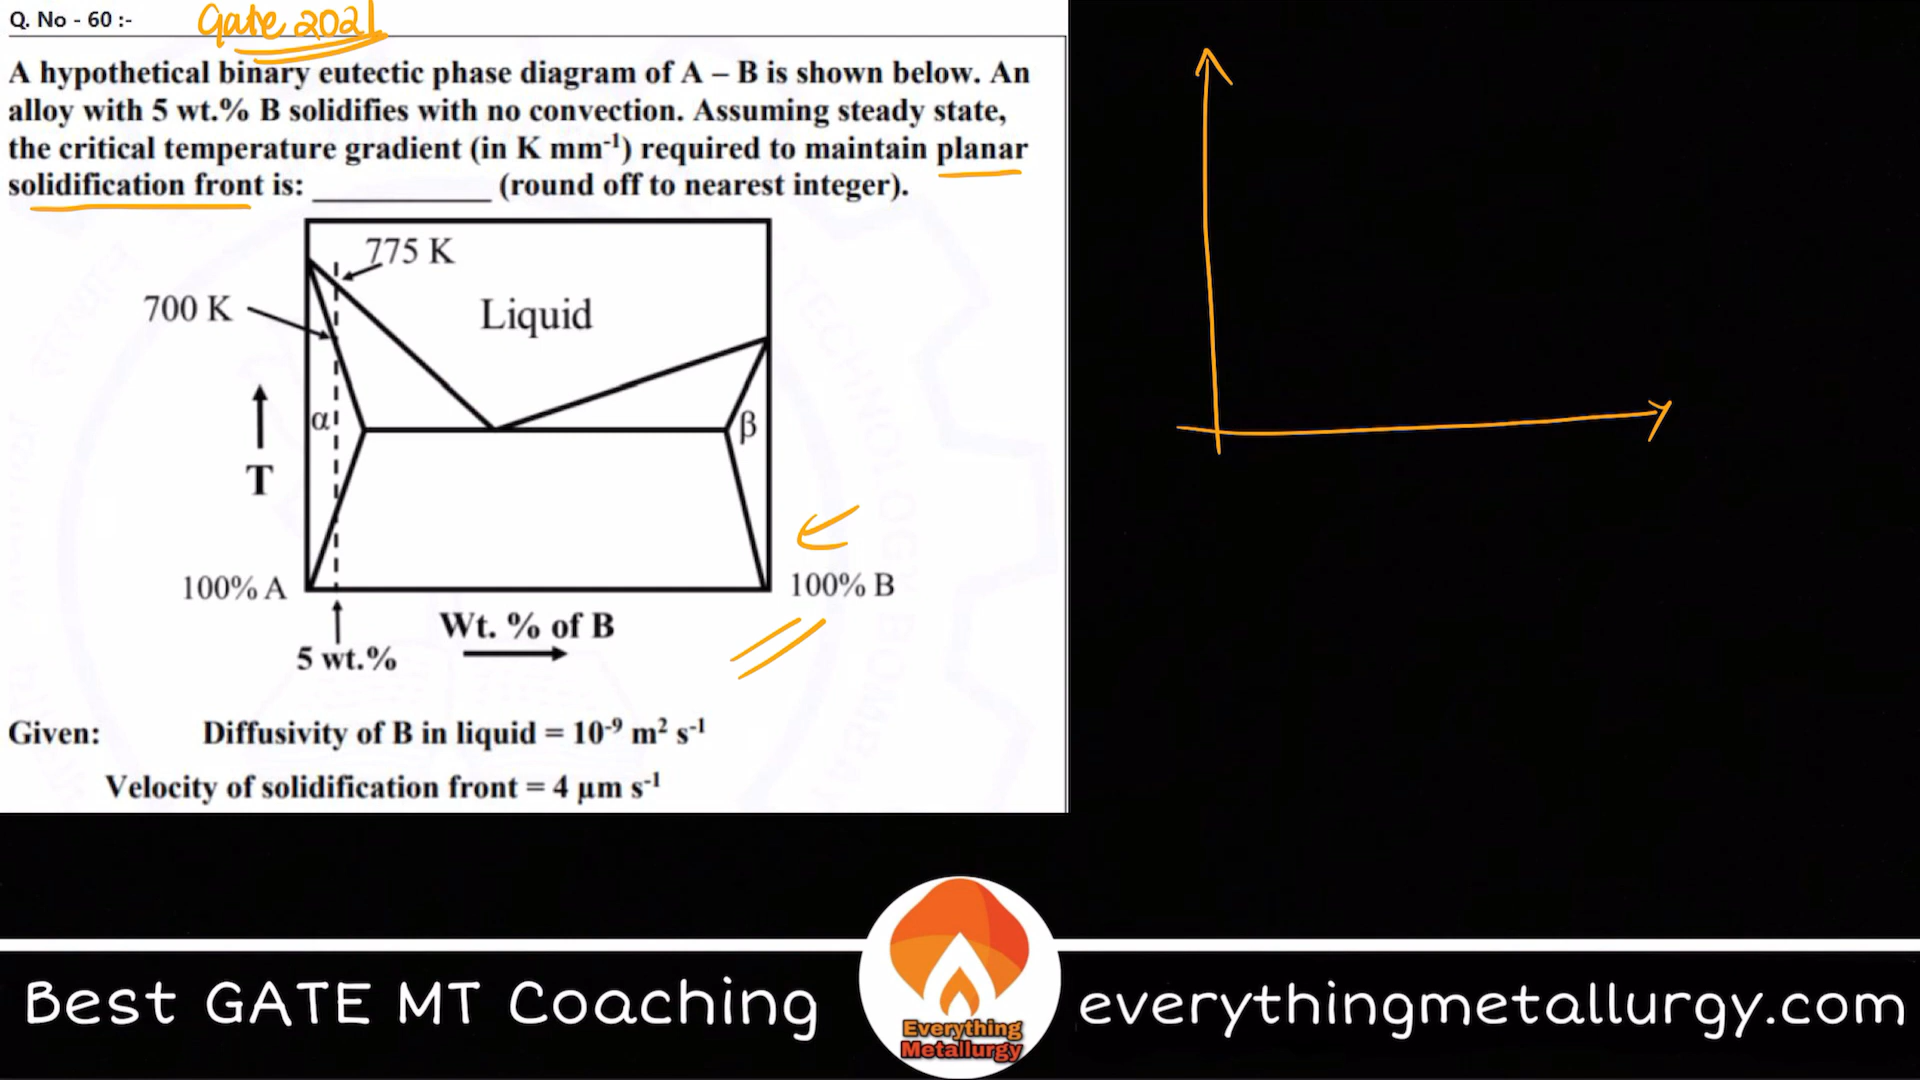 Q. No - 60 :-
Gate 2021
A hypothetical binary eutectic phase diagram of A – B is shown below. An
alloy with 5 wt.% B solidifies with no convection. Assuming steady state,
the critical temperature gradient (in K mm⁻¹) required to maintain planar
solidification front is: __________ (round off to nearest integer).
775 K
700 K
Liquid
α
β
T
100% A
100% B
Wt. % of B
5 wt.%
Given: Diffusivity of B in liquid = 10⁻⁹ m² s⁻¹
Velocity of solidification front = 4 µm s⁻¹
Best GATE MT Coaching
Everything
Metallurgy
everythingmetallurgy.com